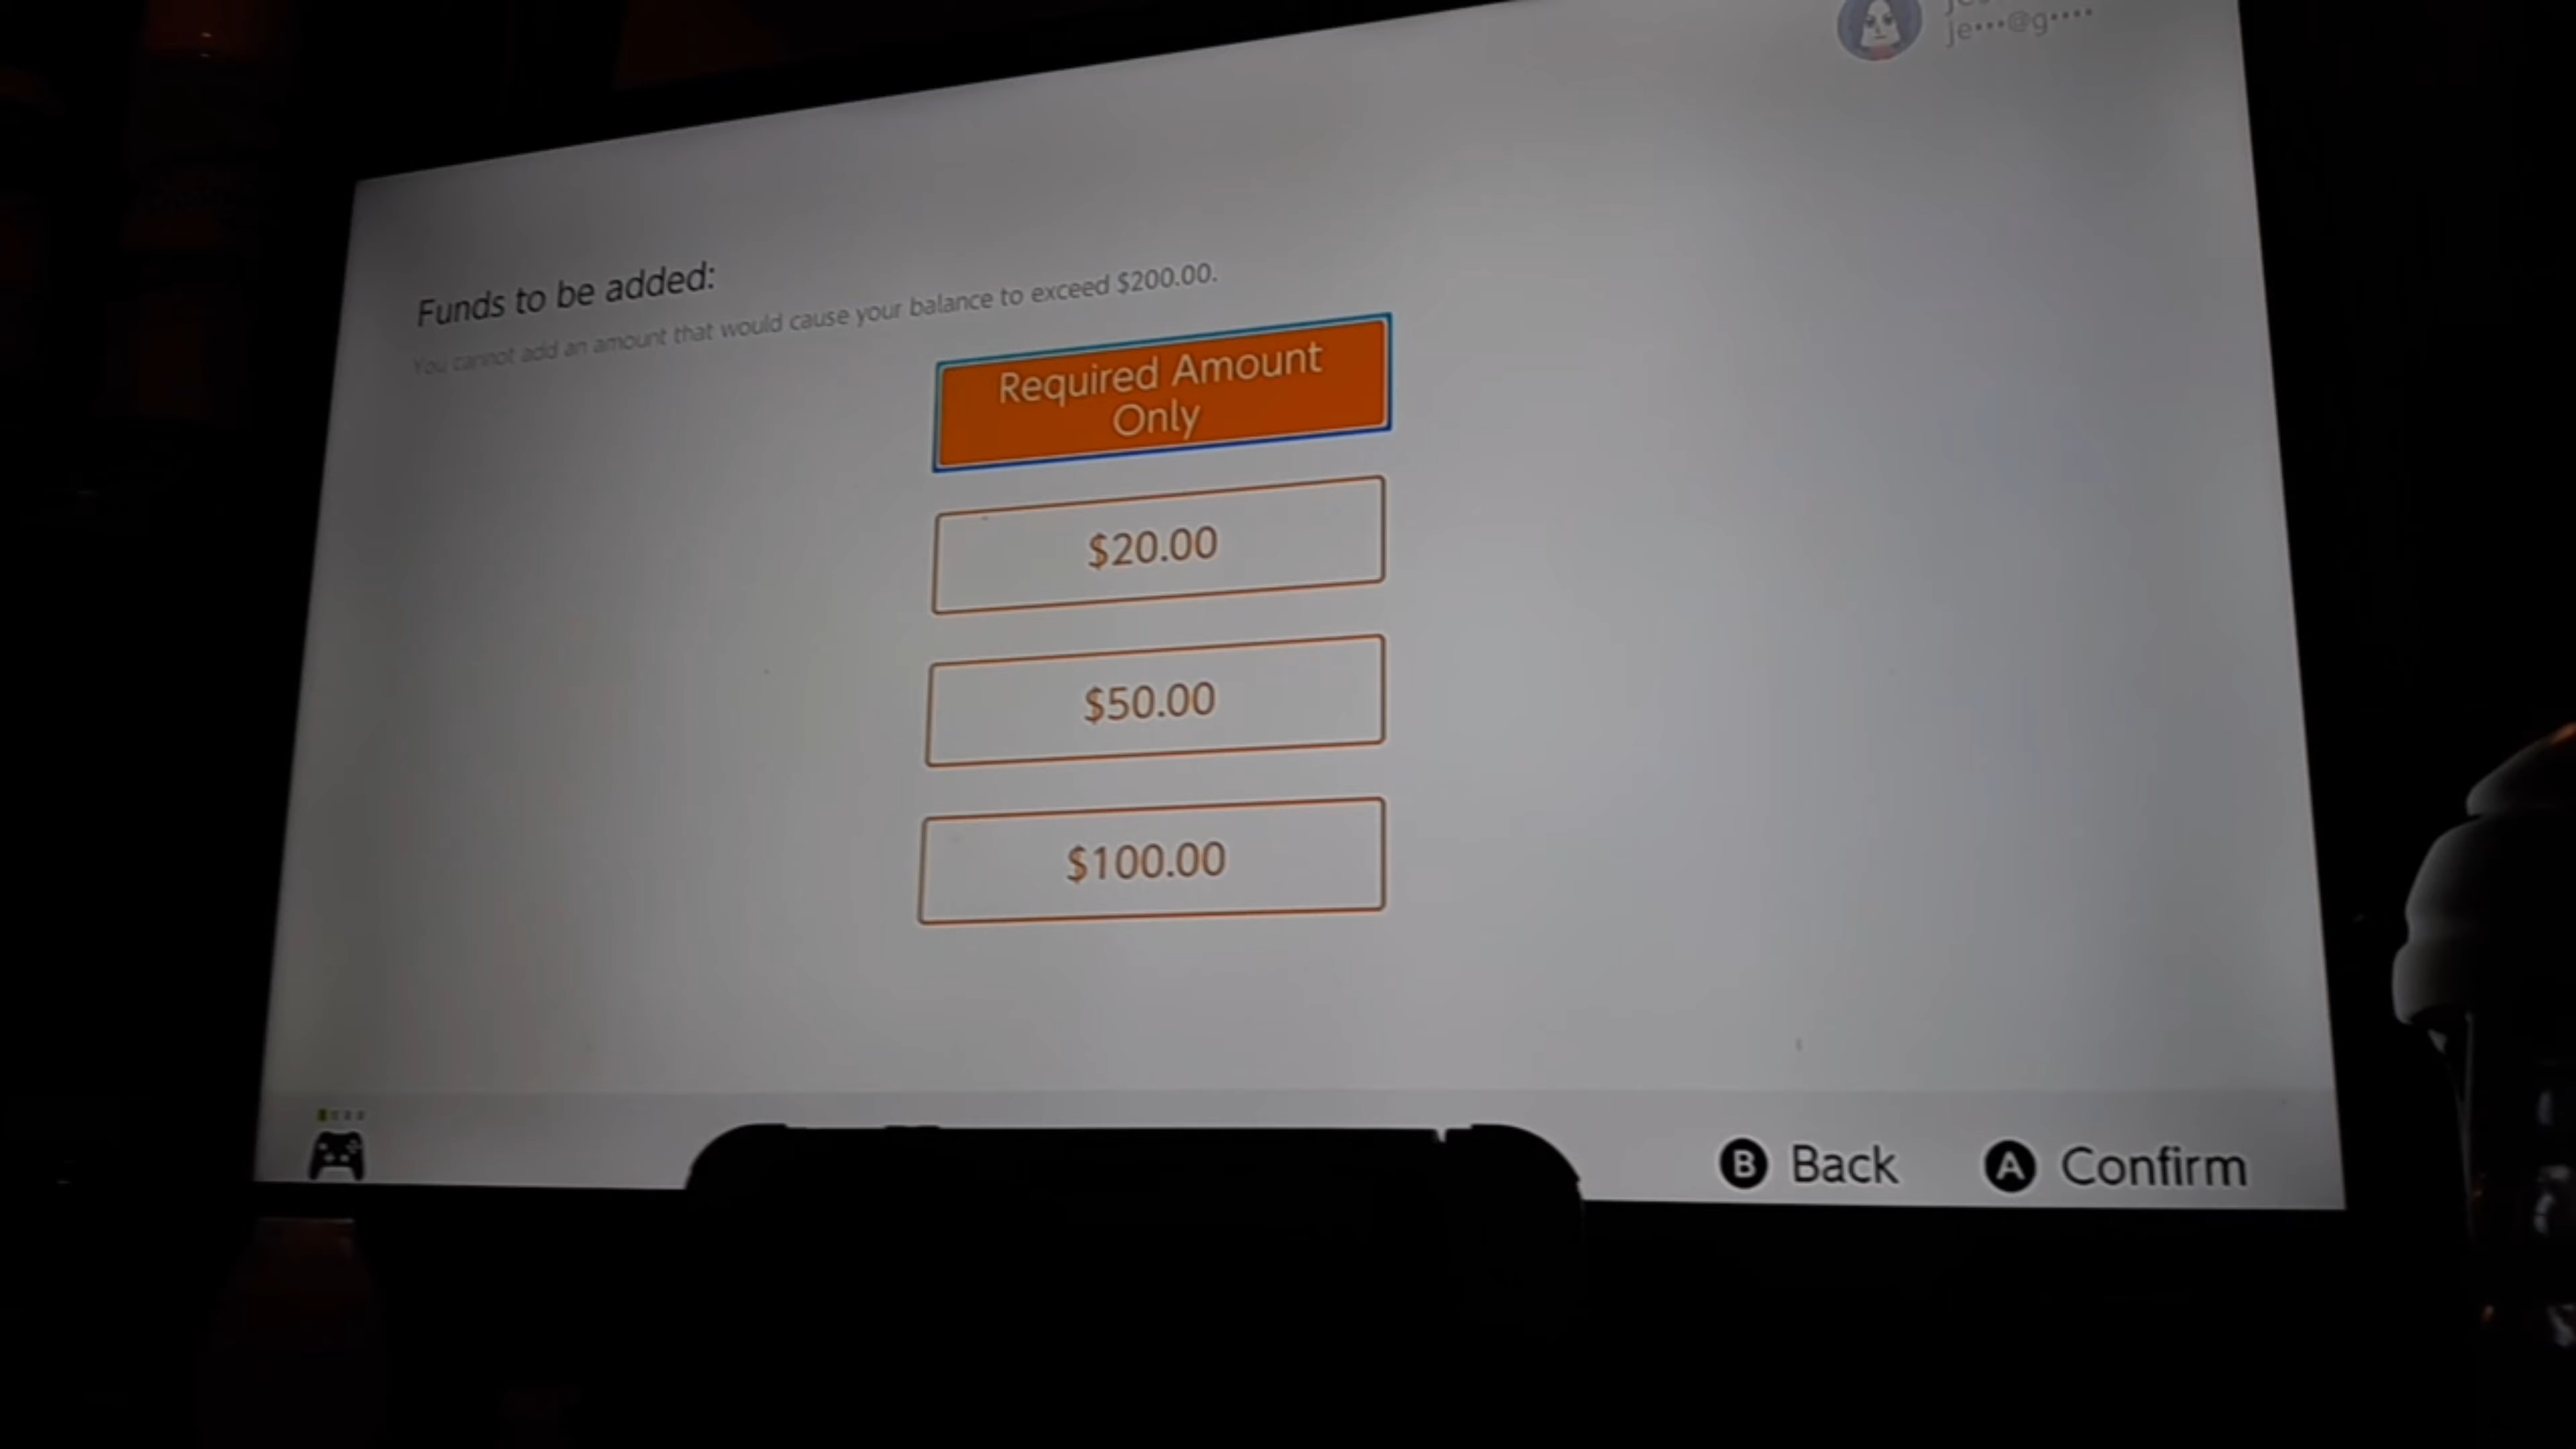 je•••@g••••
Funds to be added:
You cannot add an amount that would cause your balance to exceed $200.00.
Required Amount
Only
$20.00
$50.00
$100.00
B Back A Confirm